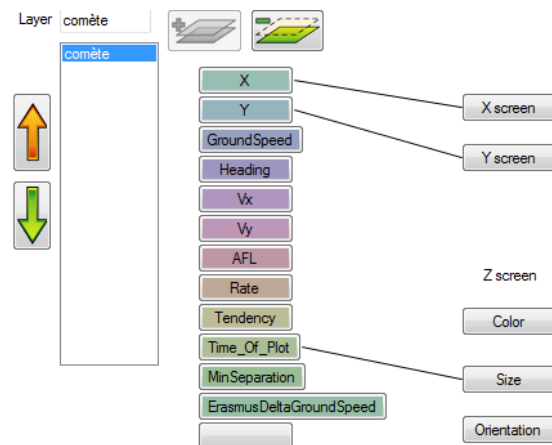 Layer
comète
comète
X
Y
GroundSpeed
Heading
Vx
Vy
AFL
Rate
Tendency
Time_Of_Plot
MinSeparation
ErasmusDeltaGroundSpeed
X screen
Y screen
Z screen
Color
Size
Orientation